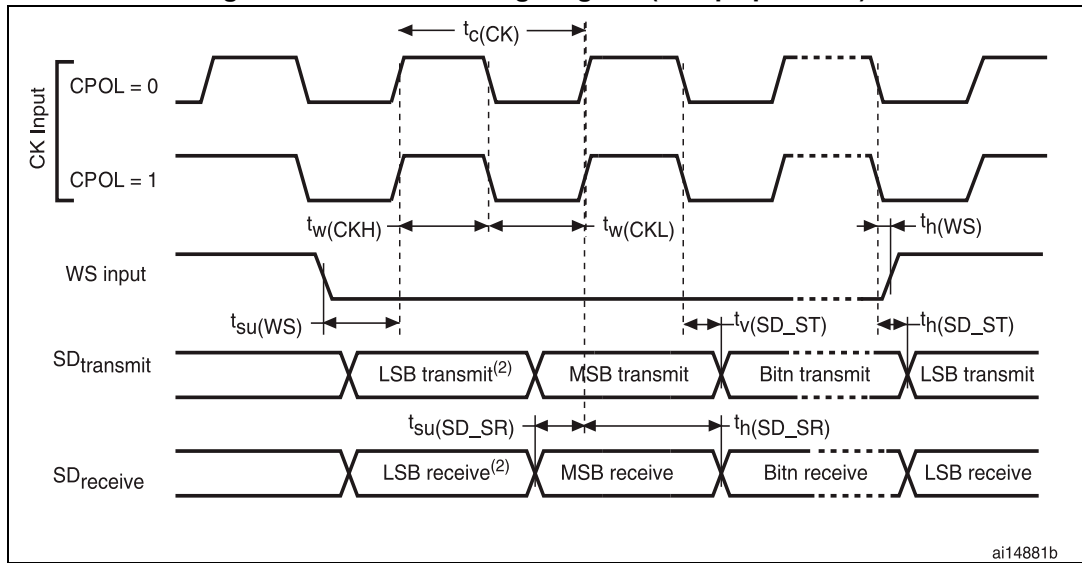 tc(CK)
CK Input
CPOL = 0
CPOL = 1
tw(CKH)
tw(CKL)
th(WS)
WS input
tsu(WS)
tv(SD_ST)
th(SD_ST)
SDtransmit
LSB transmit(2)
MSB transmit
Bitn transmit
LSB transmit
tsu(SD_SR)
th(SD_SR)
SDreceive
LSB receive(2)
MSB receive
Bitn receive
LSB receive
ai14881b